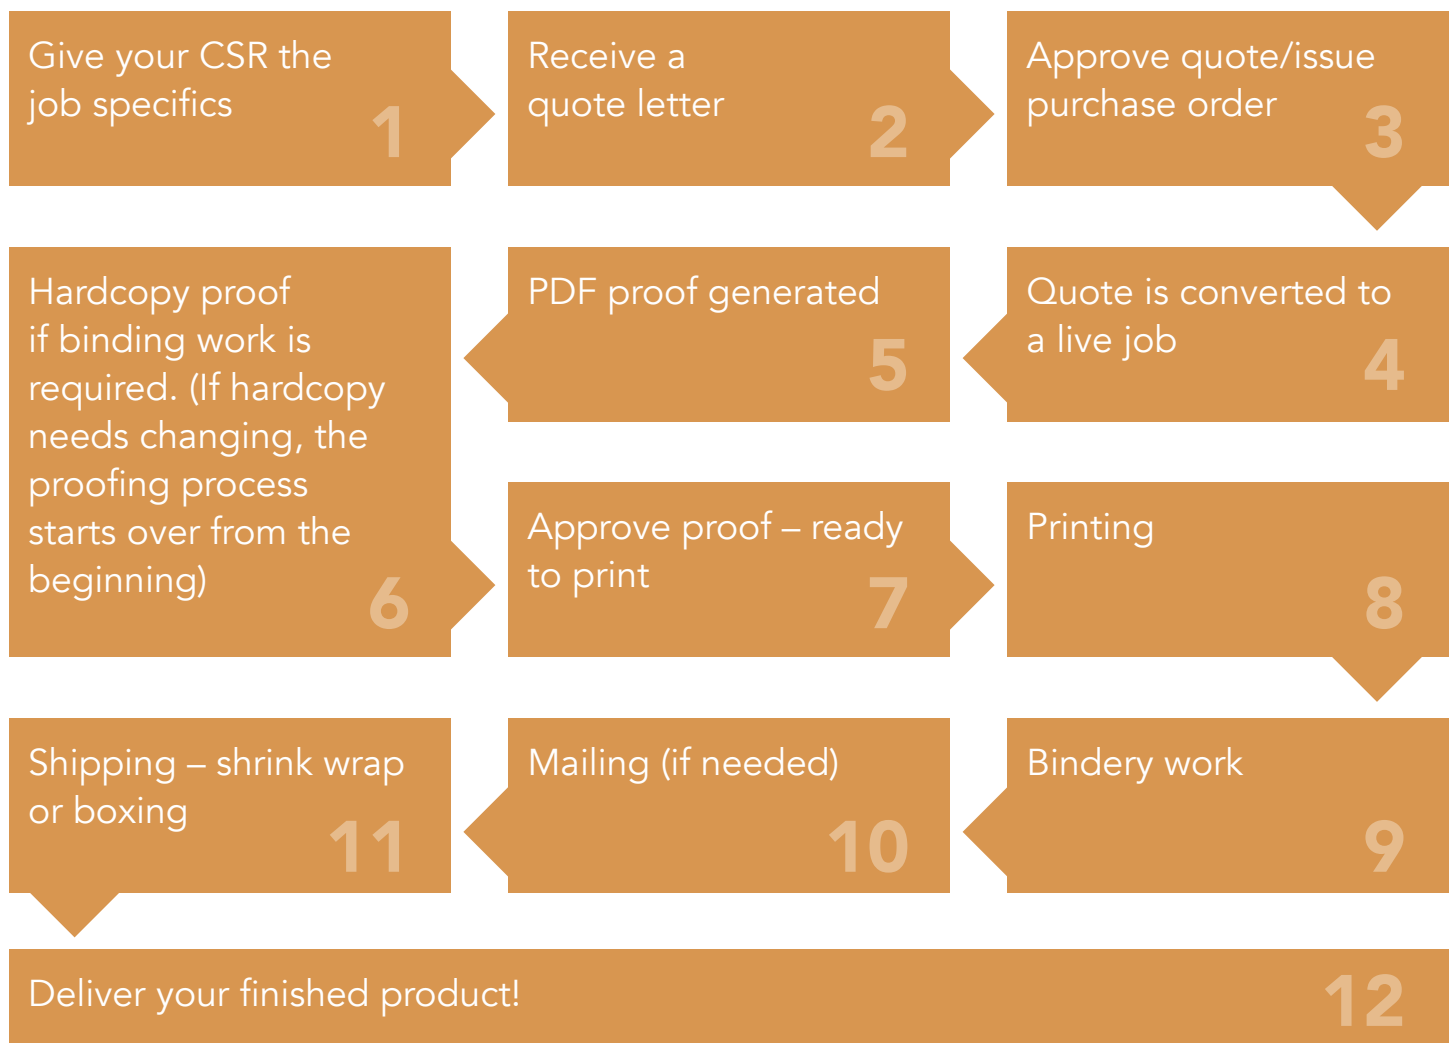 Give your CSR the
job specifics
1
Receive a
quote letter
2
Approve quote/issue
purchase order
3
Quote is converted to
a live job
4
PDF proof generated
5
Hardcopy proof
if binding work is
required. (If hardcopy
needs changing, the
proofing process
starts over from the
beginning)
6
Approve proof – ready
to print
7
Printing
8
Bindery work
9
Mailing (if needed)
10
Shipping – shrink wrap
or boxing
11
Deliver your finished product!
12